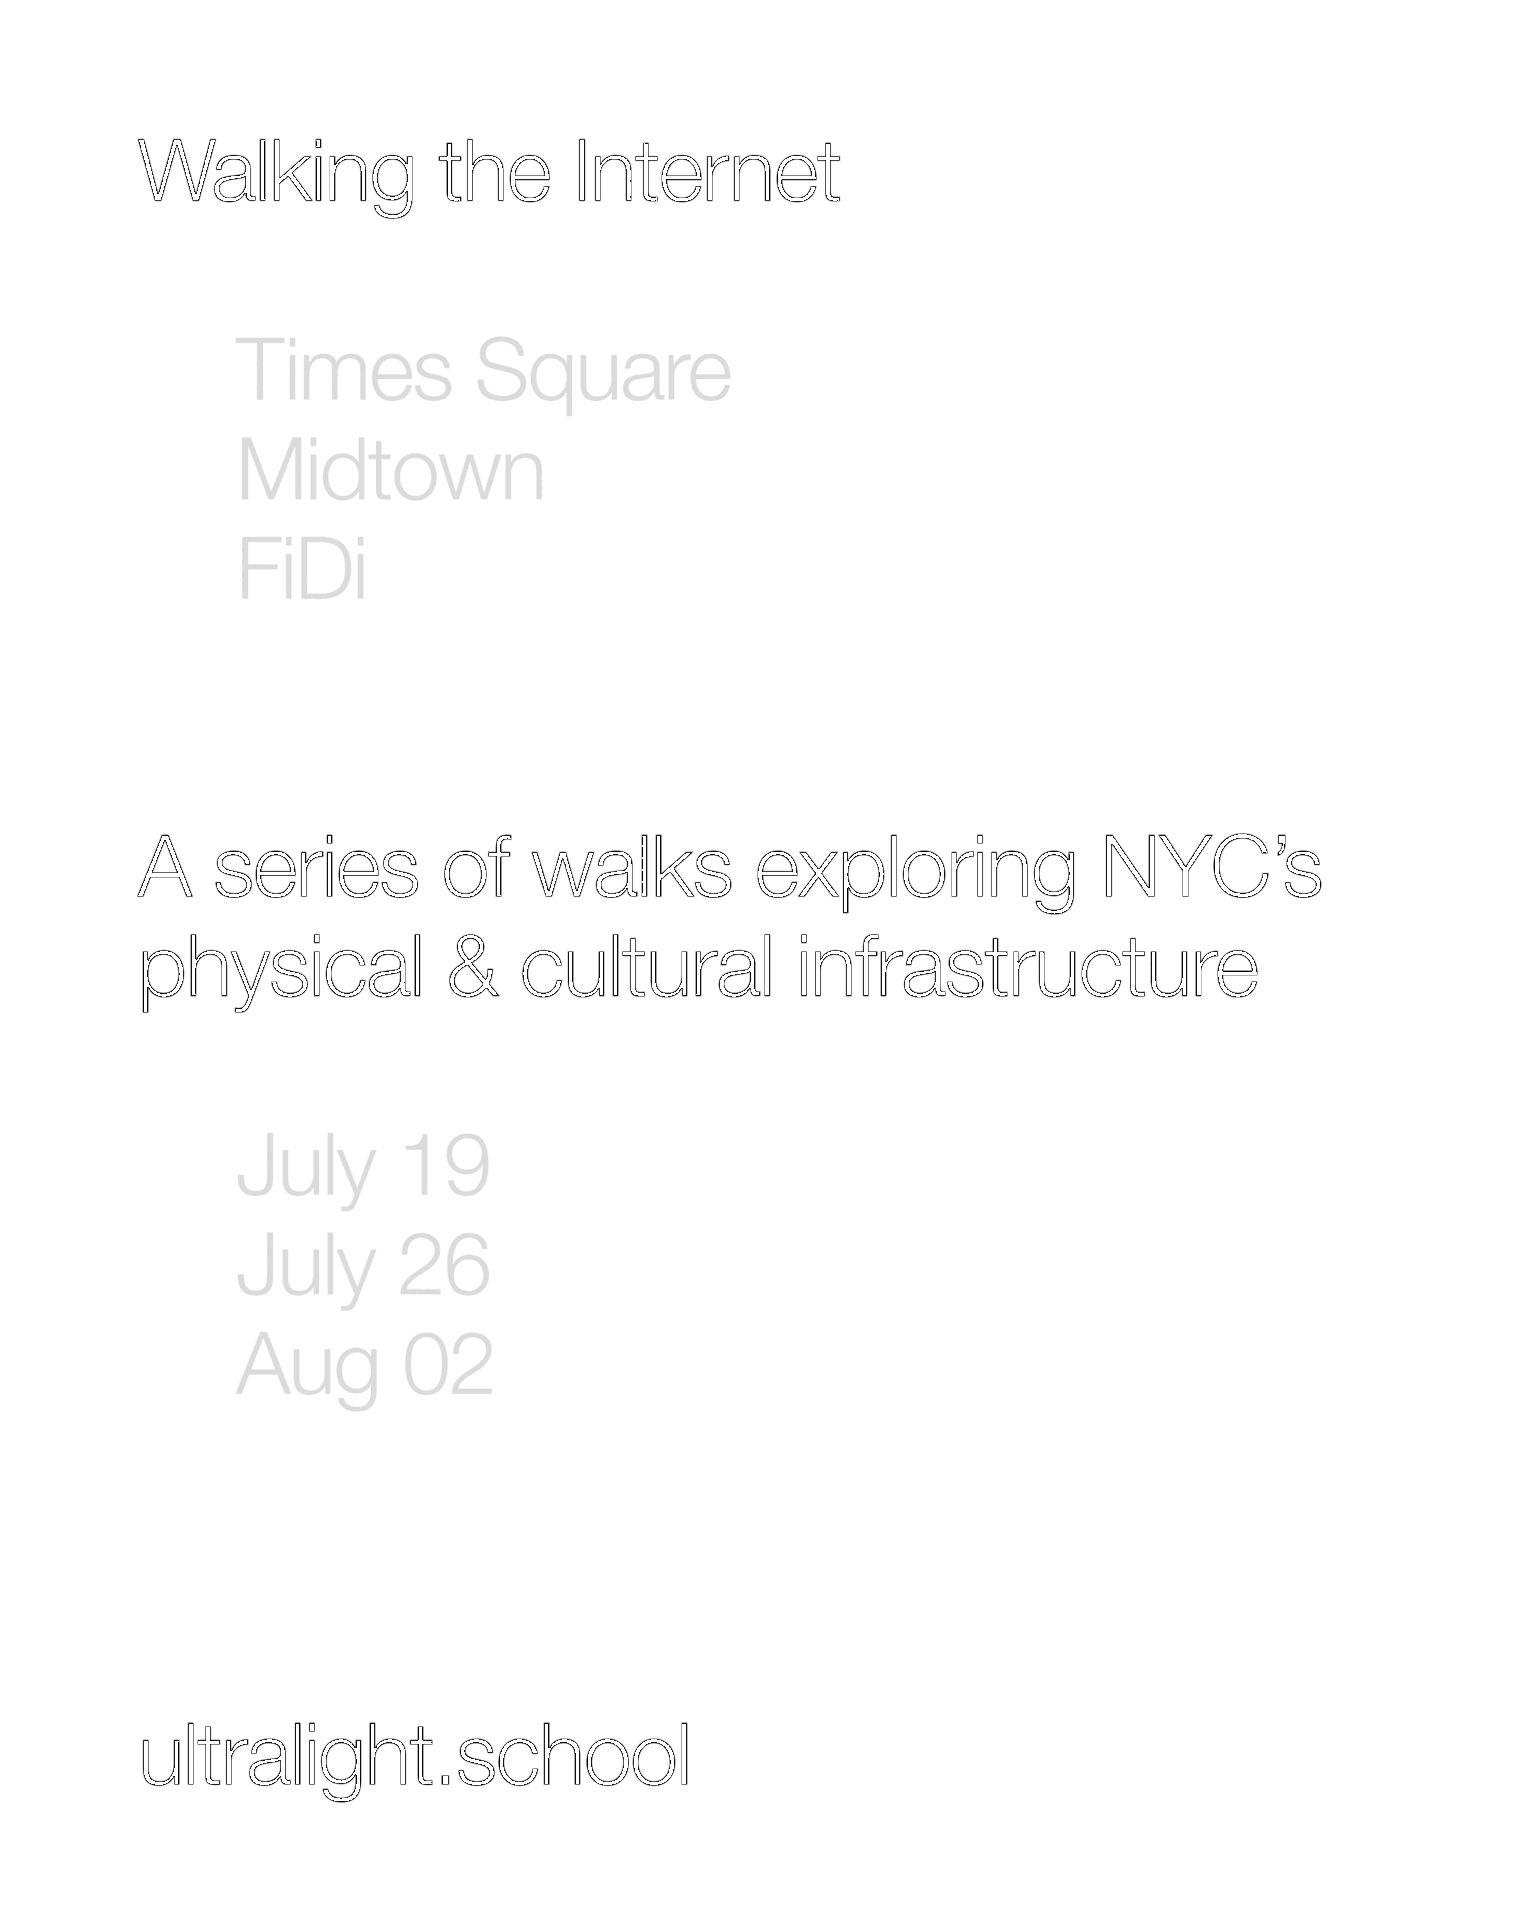 Walking the Internet
Times Square
Midtown
FiDi
A series of walks exploring NYC’s
physical & cultural infrastructure
July 19
July 26
Aug 02
ultralight.school